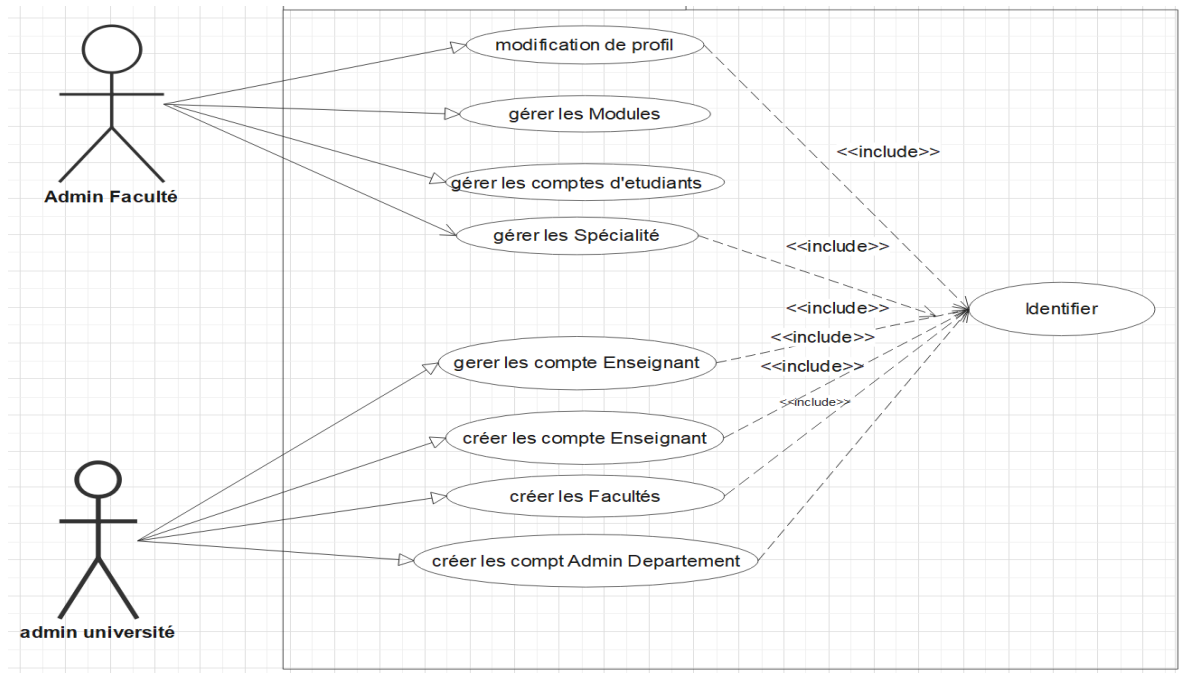 modification de profil
gérer les Modules
<<include>>
gérer les comptes d'etudiants
Admin Faculté
gérer les Spécialité
<<include>>
<<include>>
Identifier
<<include>>
gerer les compte Enseignant
<<include>>
<<include>>
créer les compte Enseignant
créer les Facultés
créer les compt Admin Departement
admin université